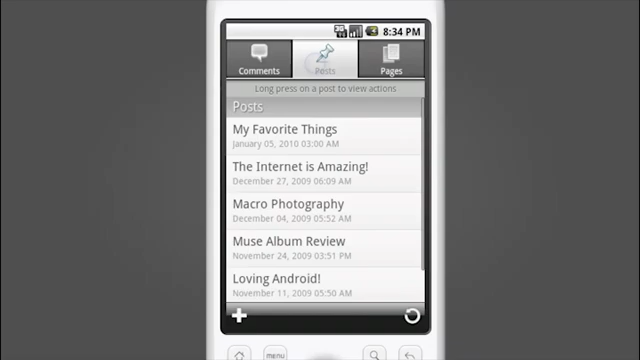 3G
8:34 PM
Comments
Posts
Pages
Long press on a post to view actions
Posts
My Favorite Things
January 05, 2010 03:00 AM
The Internet is Amazing!
December 27, 2009 06:09 AM
Macro Photography
December 04, 2009 05:52 AM
Muse Album Review
November 24, 2009 03:51 PM
Loving Android!
November 11, 2009 05:50 AM
menu